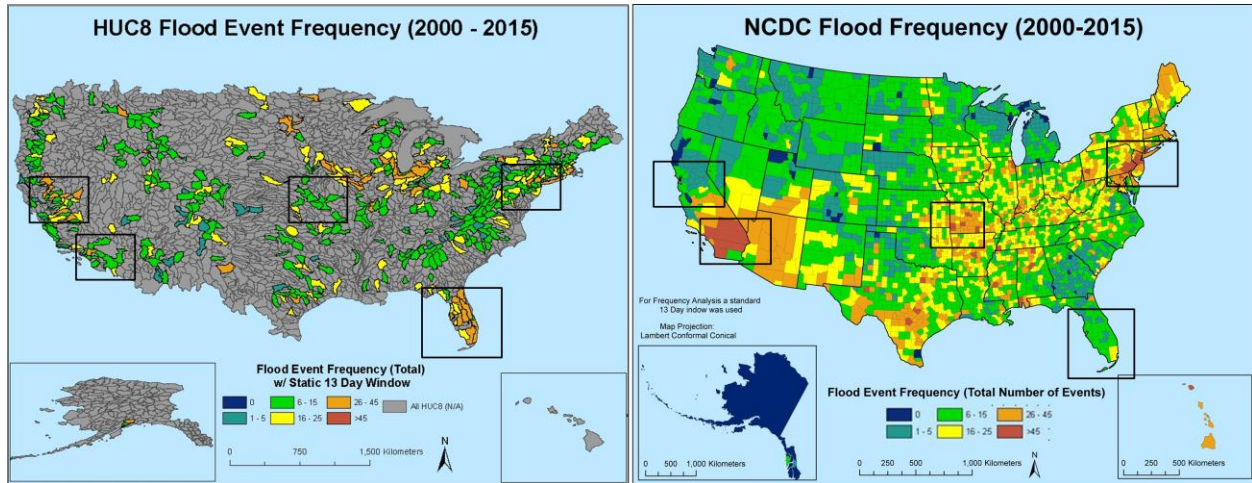 HUC8 Flood Event Frequency (2000 - 2015)
Flood Event Frequency (Total)
w/ Static 13 Day Window
0
6 - 15
26 - 45
All HUC8 (N/A)
1 - 5
16 - 25
>45
N
0
750
1,500 Kilometers
NCDC Flood Frequency (2000-2015)
For Frequency Analysis a standard
13 Day indow was used
Map Projection:
Lambert Conformal Conical
Flood Event Frequency (Total Number of Events)
0
6 - 15
26 - 45
1 - 5
16 - 25
>45
0
500
1,000 Kilometers
0
250
500
1,000 Kilometers
N
0
250
500 Kilometers